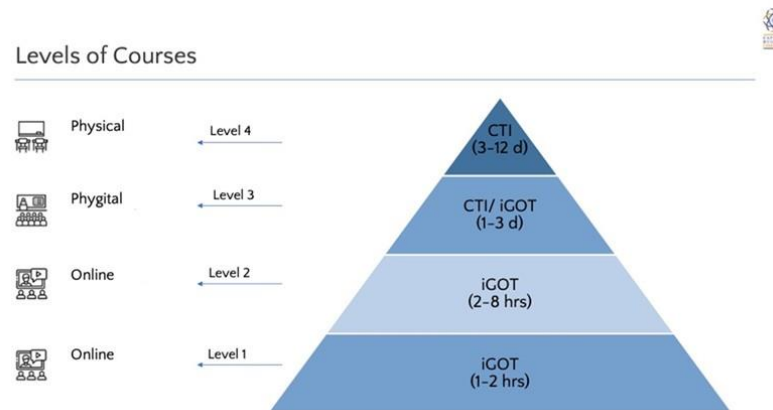 Levels of Courses
Physical
Level 4
CTI
(3-12 d)
Phygital
Level 3
CTI/ iGOT
(1-3 d)
Online
Level 2
iGOT
(2-8 hrs)
Online
Level 1
iGOT
(1-2 hrs)